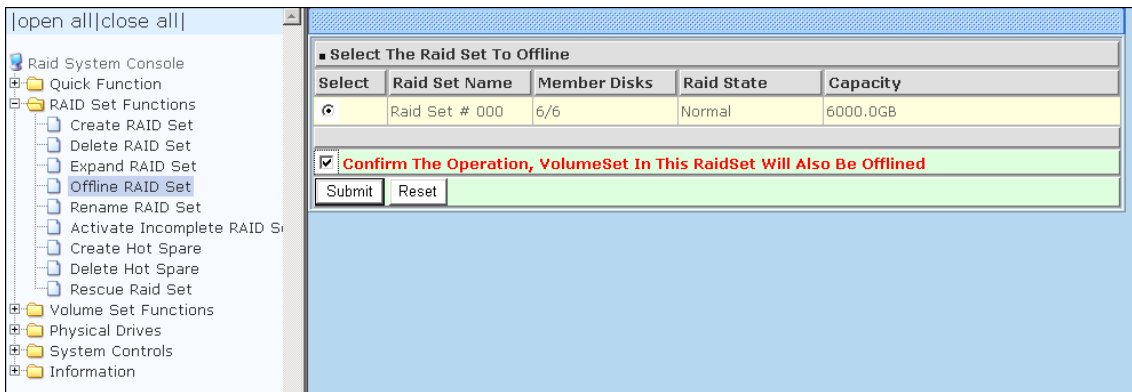 |open all|close all|
Raid System Console
Quick Function
RAID Set Functions
Create RAID Set
Delete RAID Set
Expand RAID Set
Offline RAID Set
Rename RAID Set
Activate Incomplete RAID S
Create Hot Spare
Delete Hot Spare
Rescue Raid Set
Volume Set Functions
Physical Drives
System Controls
Information
Select The Raid Set To Offline
Select Raid Set Name Member Disks Raid State Capacity
Raid Set # 000 6/6 Normal 6000.0GB
Confirm The Operation, VolumeSet In This RaidSet Will Also Be Offlined
Submit Reset